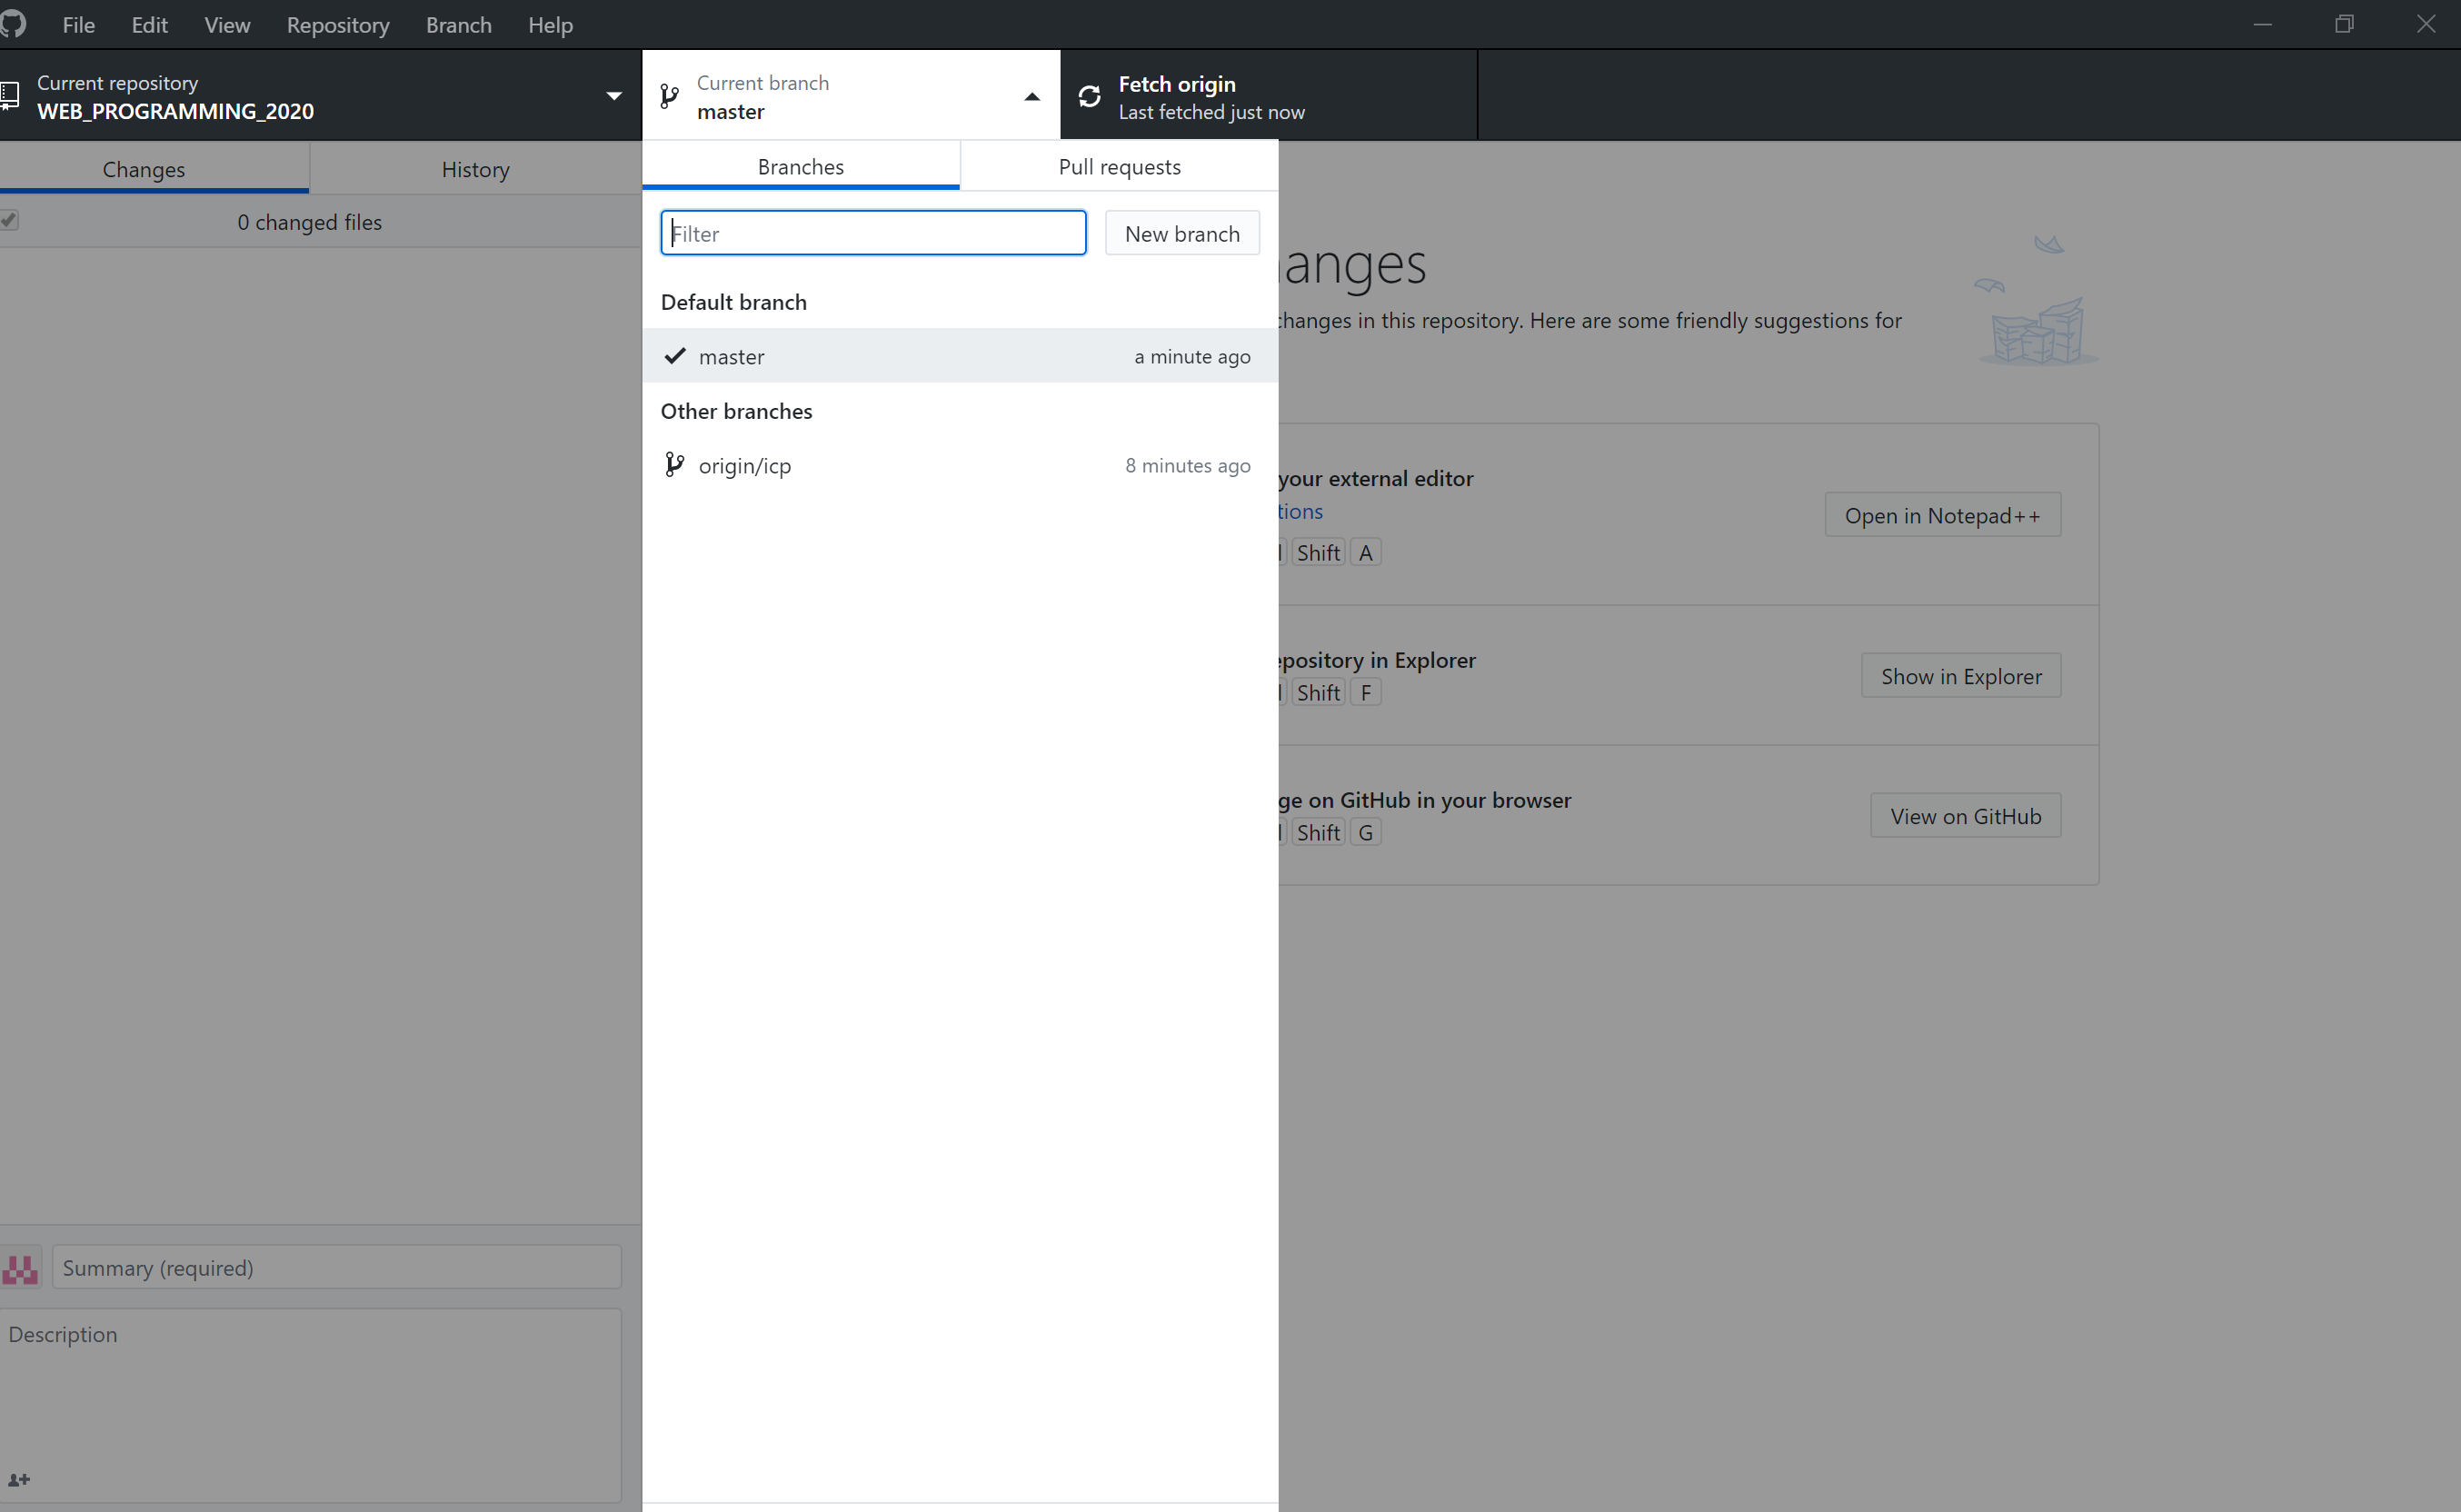 File Edit View Repository Branch Help
Current repository
WEB_PROGRAMMING_2020
Current branch
master
Fetch origin
Last fetched just now
Changes History
0 changed files
Branches Pull requests
Filter
New branch
Default branch
master a minute ago
Other branches
origin/icp 8 minutes ago
anges
changes in this repository. Here are some friendly suggestions for
your external editor
tions
Shift A
Open in Notepad++
epository in Explorer
Shift F
Show in Explorer
ge on GitHub in your browser
Shift G
View on GitHub
Summary (required)
Description